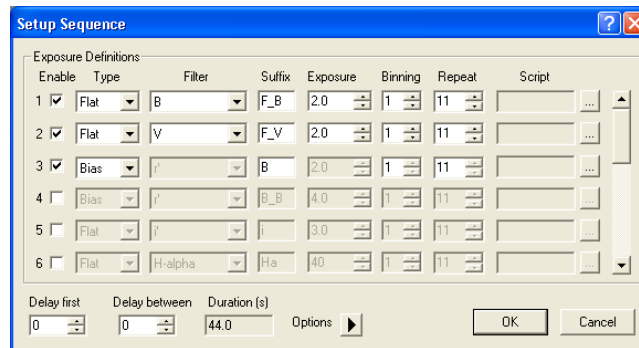 Setup Sequence
Exposure Definitions
Enable Type Filter Suffix Exposure Binning Repeat Script
1 Flat B F_B 2.0 1 11 ...
2 Flat V F_V 2.0 1 11 ...
3 Bias r' B 2.0 1 11 ...
4 Bias r' B_B 4.0 1 11 ...
5 Flat i' i 3.0 1 11 ...
6 Flat H-alpha Ha 40 1 11 ...
Delay first Delay between Duration (s)
0 0 44.0 Options OK Cancel